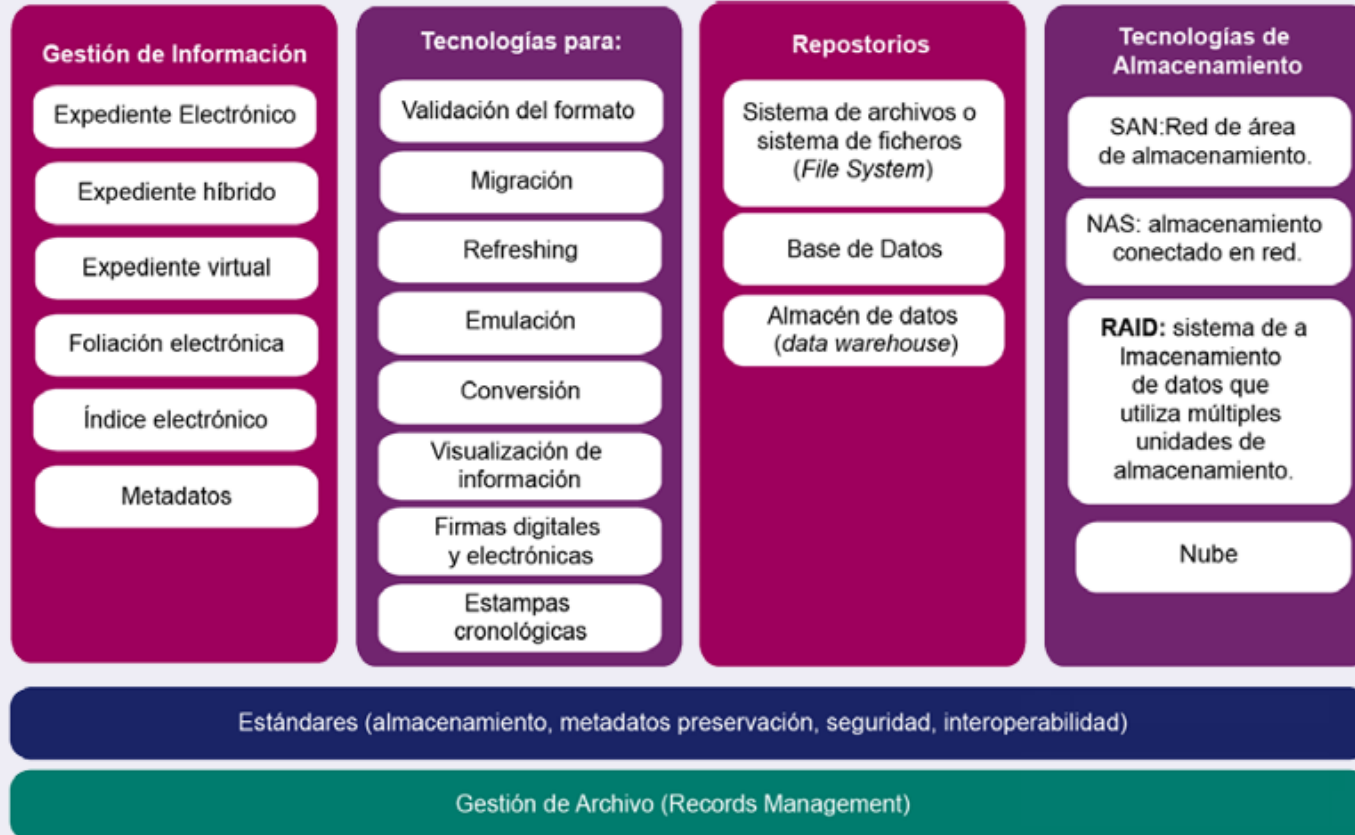 Gestión de Información
Expediente Electrónico
Expediente híbrido
Expediente virtual
Foliación electrónica
Índice electrónico
Metadatos
Tecnologías para:
Validación del formato
Migración
Refreshing
Emulación
Conversión
Visualización de
información
Firmas digitales
y electrónicas
Estampas
cronológicas
Repostorios
Sistema de archivos o
sistema de ficheros
(File System)
Base de Datos
Almacén de datos
(data warehouse)
Tecnologías de
Almacenamiento
SAN:Red de área
de almacenamiento.
NAS: almacenamiento
conectado en red.
RAID: sistema de a
lmacenamiento
de datos que
utiliza múltiples
unidades de
almacenamiento.
Nube
Estándares (almacenamiento, metadatos preservación, seguridad, interoperabilidad)
Gestión de Archivo (Records Management)